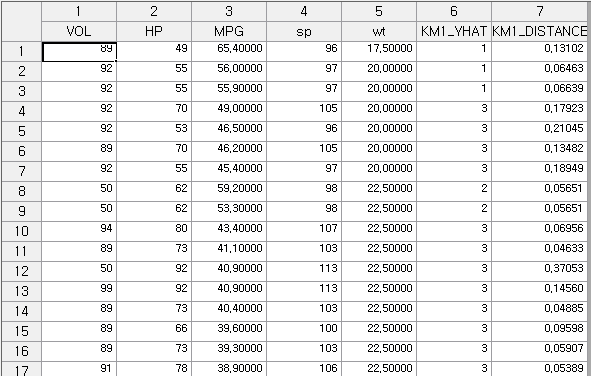 1 2 3 4 5 6 7
VOL HP MPG sp wt KM1_YHAT KM1_DISTANCE
1 89 49 65,40000 96 17,50000 1 0,13102
2 92 55 56,00000 97 20,00000 1 0,06463
3 92 55 55,90000 97 20,00000 1 0,06639
4 92 70 49,00000 105 20,00000 3 0,17923
5 92 53 46,50000 96 20,00000 3 0,21045
6 89 70 46,20000 105 20,00000 3 0,13482
7 92 55 45,40000 97 20,00000 3 0,18949
8 50 62 59,20000 98 22,50000 2 0,05651
9 50 62 53,30000 98 22,50000 2 0,05651
10 94 80 43,40000 107 22,50000 3 0,06956
11 89 73 41,10000 103 22,50000 3 0,04633
12 50 92 40,90000 113 22,50000 3 0,37053
13 99 92 40,90000 113 22,50000 3 0,14560
14 89 73 40,40000 103 22,50000 3 0,04885
15 89 66 39,60000 100 22,50000 3 0,09598
16 89 73 39,30000 103 22,50000 3 0,05907
17 91 78 38,90000 106 22,50000 3 0,05389